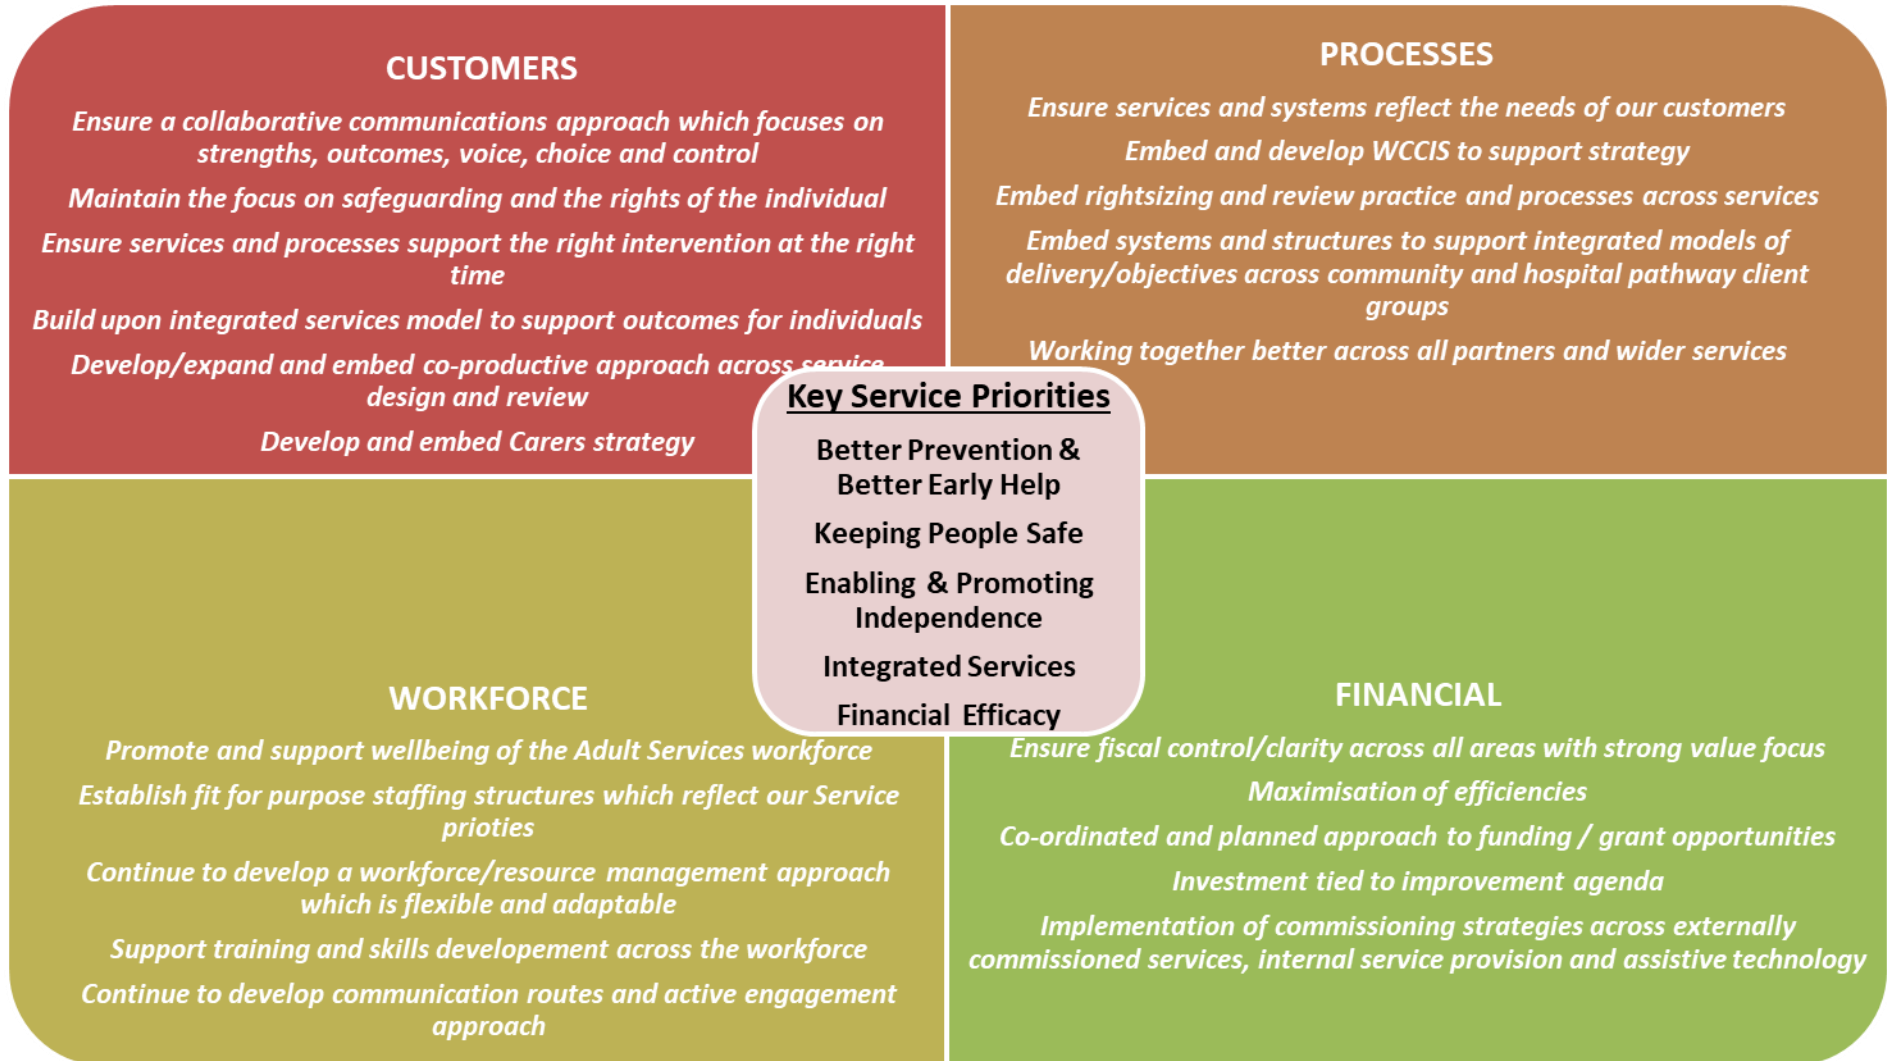 CUSTOMERS
Ensure a collaborative communications approach which focuses on
strengths, outcomes, voice, choice and control
Maintain the focus on safeguarding and the rights of the individual
Ensure services and processes support the right intervention at the right
time
Build upon integrated services model to support outcomes for individuals
Develop/expand and embed co-productive approach across service
design and review
Develop and embed Carers strategy
PROCESSES
Ensure services and systems reflect the needs of our customers
Embed and develop WCCIS to support strategy
Embed rightsizing and review practice and processes across services
Embed systems and structures to support integrated models of
delivery/objectives across community and hospital pathway client
groups
Working together better across all partners and wider services
Key Service Priorities
Better Prevention &
Better Early Help
Keeping People Safe
Enabling & Promoting
Independence
Integrated Services
Financial Efficacy
WORKFORCE
Promote and support wellbeing of the Adult Services workforce
Establish fit for purpose staffing structures which reflect our Service
prioties
Continue to develop a workforce/resource management approach
which is flexible and adaptable
Support training and skills developement across the workforce
Continue to develop communication routes and active engagement
approach
FINANCIAL
Ensure fiscal control/clarity across all areas with strong value focus
Maximisation of efficiencies
Co-ordinated and planned approach to funding / grant opportunities
Investment tied to improvement agenda
Implementation of commissioning strategies across externally
commissioned services, internal service provision and assistive technology